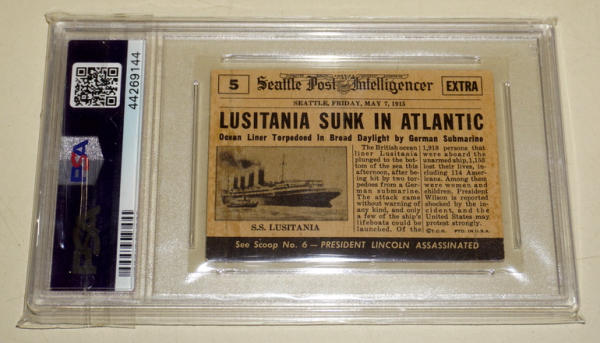 44269144
PSA
PSA
5
Seattle Post Intelligencer
EXTRA
SEATTLE, FRIDAY, MAY 7, 1915
LUSITANIA SUNK IN ATLANTIC
Ocean Liner Torpedoed In Broad Daylight by German Submarine
The British ocean
liner Lusitania
plunged to the bot-
tom of the sea this
afternoon, after be-
ing hit by two tor-
pedoes from a Ger-
man submarine.
The attack came
without warning of
any kind, and only
a few of the ship's
lifeboats could be
launched. Of the
1,918 persons that
were aboard the
unarmed ship, 1,153
lost their lives, in-
cluding 114 Amer-
icans. Among them
were women and
children. President
Wilson is reported
shocked by the in-
cident, and the
United States may
protest strongly.
©T.C.G. PTD. IN U.S.A.
S.S. LUSITANIA
See Scoop No. 6 — PRESIDENT LINCOLN ASSASSINATED